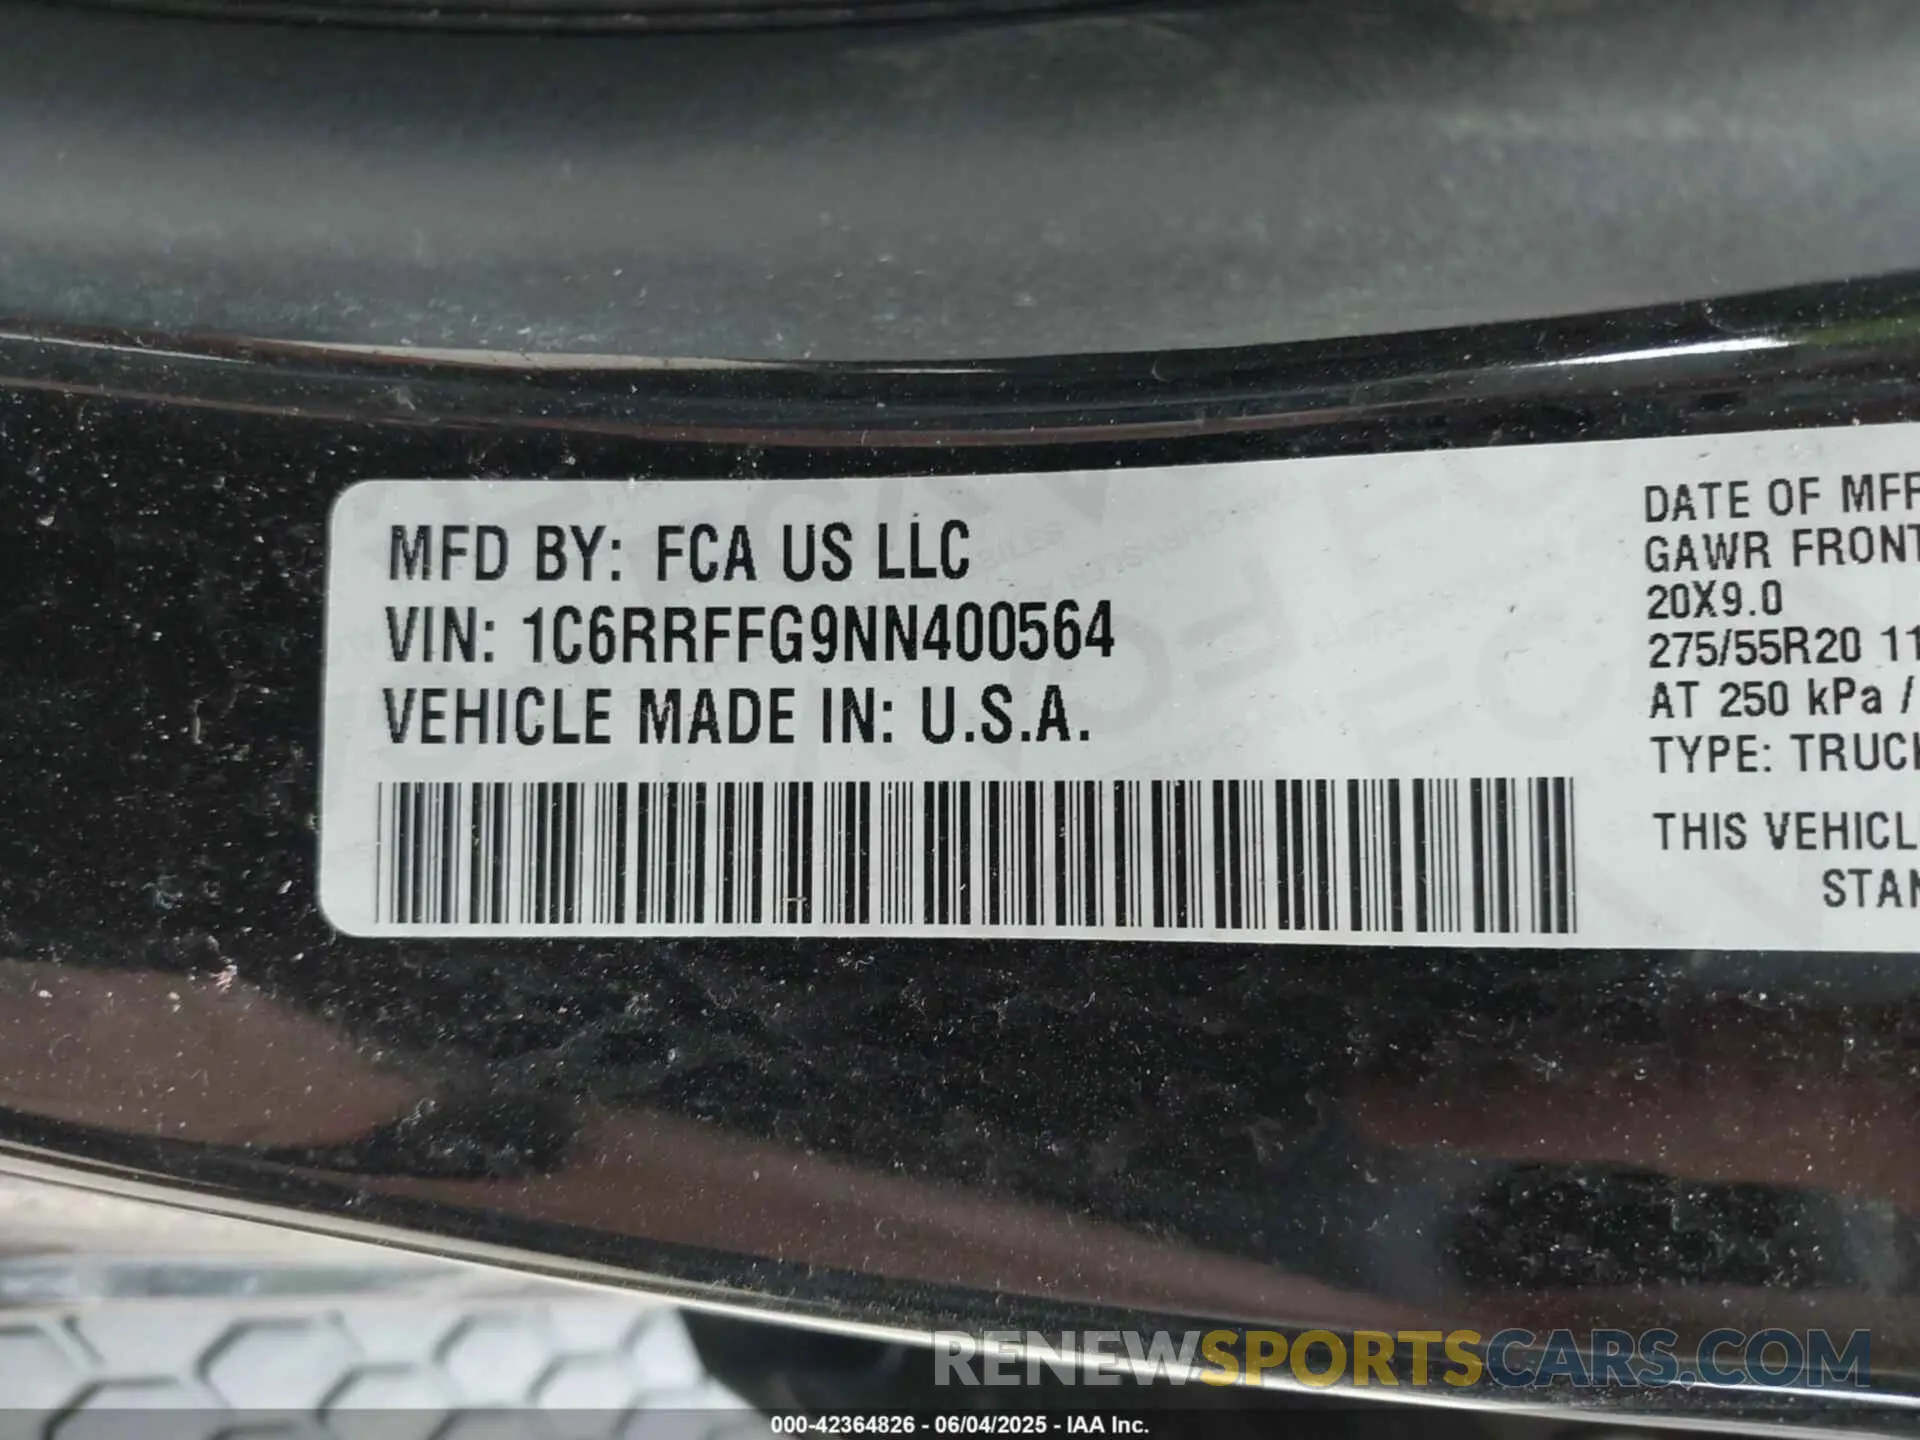 MFD BY: FCA US LLC
VIN: 1C6RRFFG9NN400564
VEHICLE MADE IN: U.S.A.
DATE OF MFR
GAWR FRONT
20X9.0
275/55R20 11
AT 250 kPa /
TYPE: TRUCK
THIS VEHICL
STAN
RENEWSPORTSCARS.COM
000-42364826 - 06/04/2025 - IAA Inc.